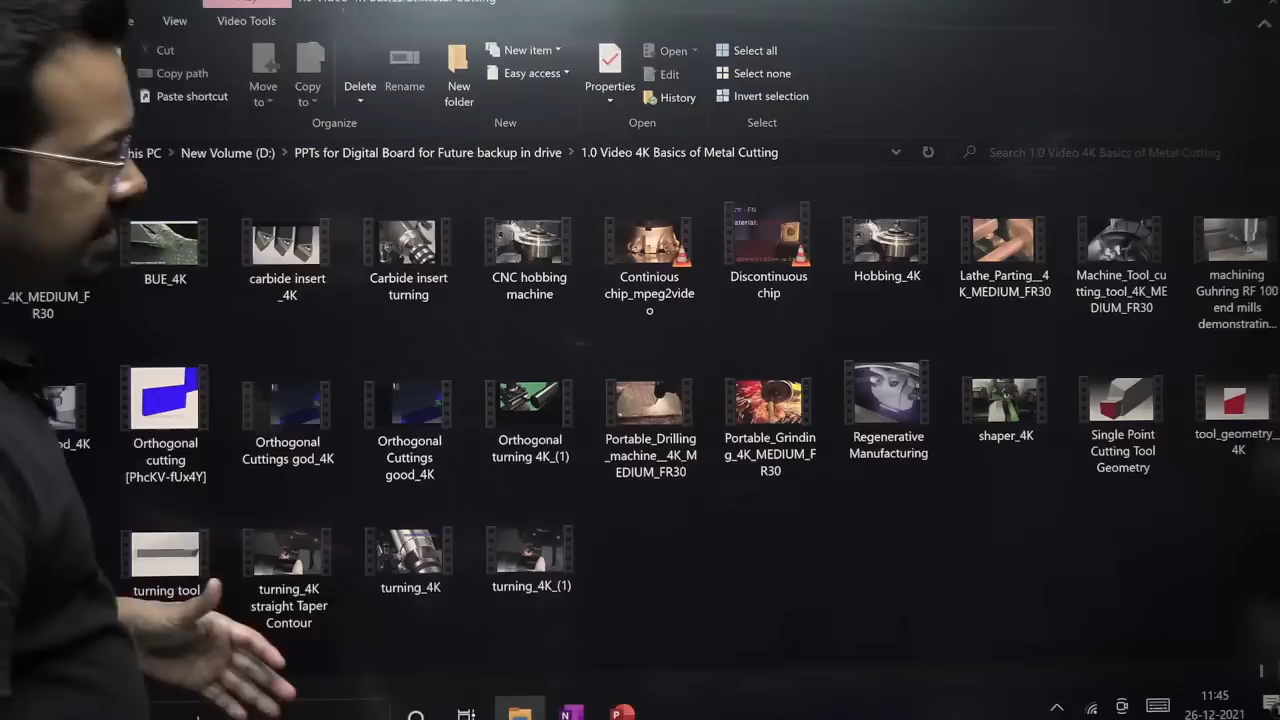 View
Video Tools
Cut
Copy path
Paste shortcut
Move to
Copy to
Delete
Rename
New folder
New item
Easy access
Properties
Open
Edit
History
Select all
Select none
Invert selection
Organize
New
Open
Select
his PC > New Volume (D:) > PPTs for Digital Board for Future backup in drive > 1.0 Video 4K Basics of Metal Cutting
Search 1.0 Video 4K Basics of Metal Cutting
_4K_MEDIUM_F
R30
BUE_4K
carbide insert
_4K
Carbide insert
turning
CNC hobbing
machine
Continious
chip_mpeg2vide
o
Discontinuous
chip
Hobbing_4K
Lathe_Parting__4
K_MEDIUM_FR30
Machine_Tool_cu
tting_tool_4K_ME
DIUM_FR30
machining
Guhring RF 100
end mills
demonstratin...
od_4K
Orthogonal
cutting
[PhcKV-fUx4Y]
Orthogonal
Cuttings god_4K
Orthogonal
Cuttings
good_4K
Orthogonal
turning 4K_(1)
Portable_Drilling
_machine__4K_M
EDIUM_FR30
Portable_Grindin
g_4K_MEDIUM_F
R30
Regenerative
Manufacturing
shaper_4K
Single Point
Cutting Tool
Geometry
tool_geometry_
4K
turning tool
turning_4K
straight Taper
Contour
turning_4K
turning_4K_(1)
11:45
26-12-2021